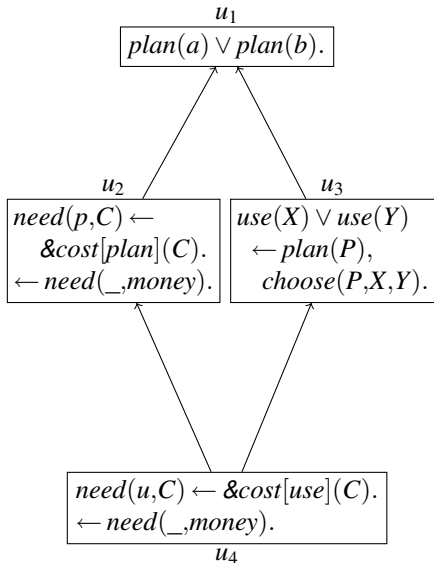 u₁
plan(a) ∨ plan(b).
u₂
need(p,C) ←
&cost[plan](C).
← need(_,money).
u₃
use(X) ∨ use(Y)
← plan(P),
choose(P,X,Y).
need(u,C) ← &cost[use](C).
← need(_,money).
u₄